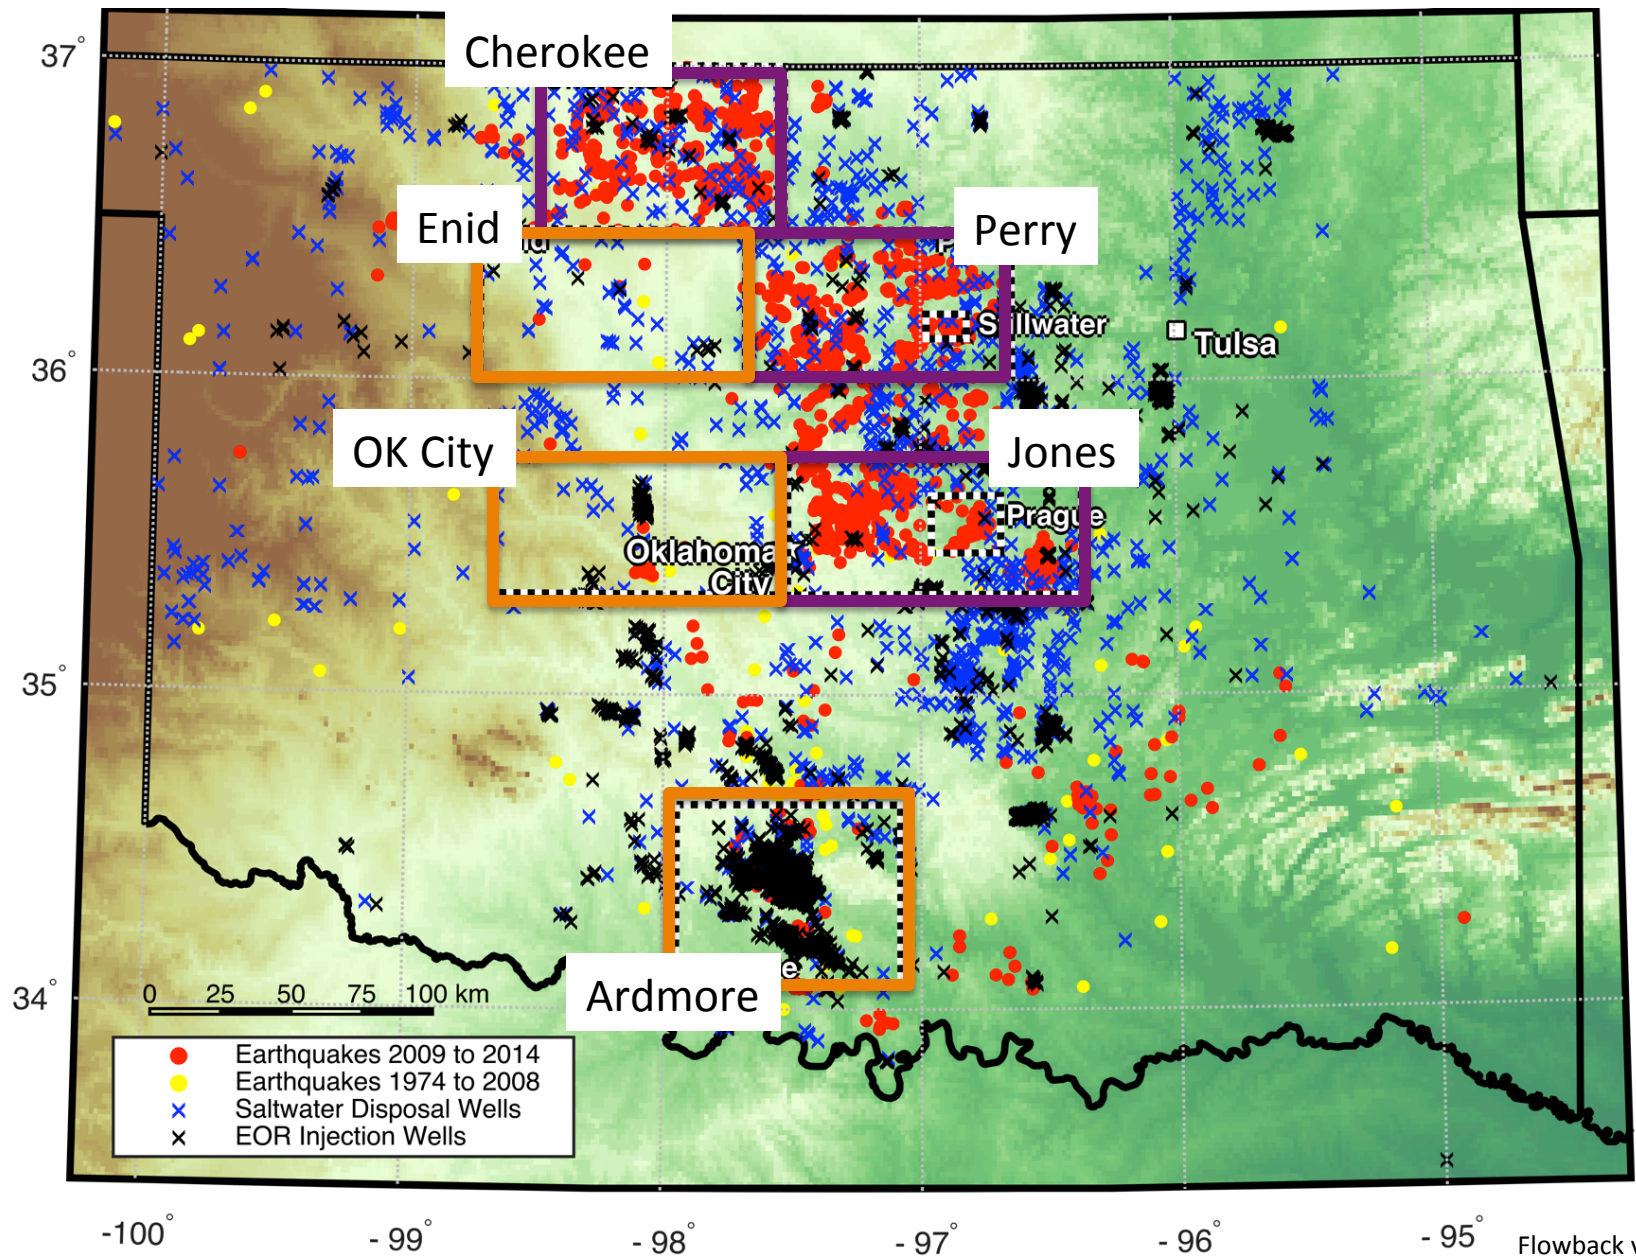 Cherokee
37°
Enid
Perry
Stillwater
Tulsa
36°
OK City
Jones
Prague
Oklahoma
City
35°
34°
Ardmore
0 25 50 75 100 km
Earthquakes 2009 to 2014
Earthquakes 1974 to 2008
Saltwater Disposal Wells
EOR Injection Wells
-100° -99° -98° -97° -96° -95°
Flowback